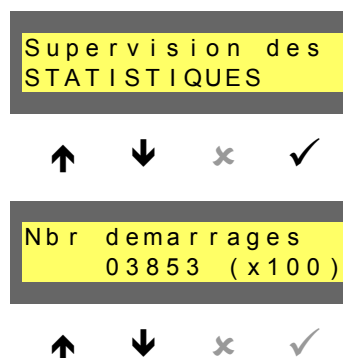 Supervision des
STATISTIQUES
Nbr demarrages
03853 (x100)